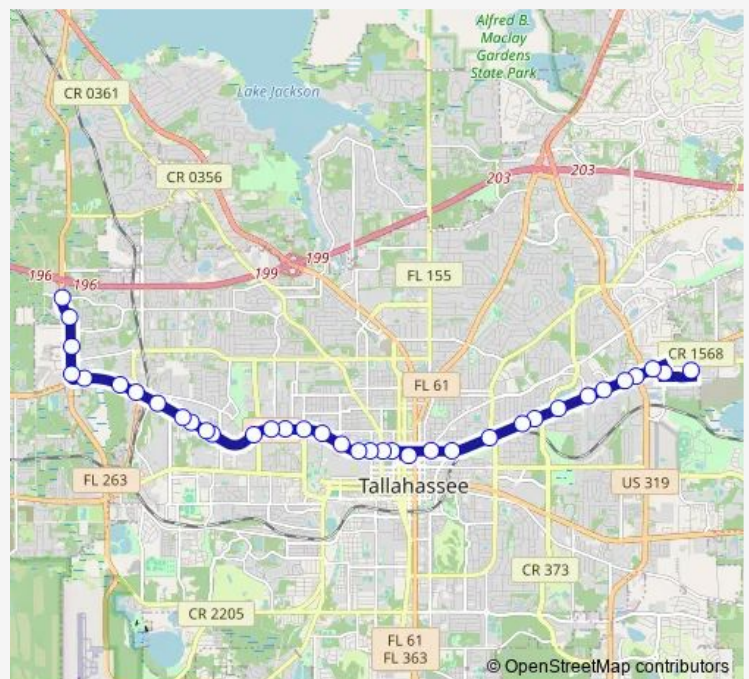 Alfred B.
Maclay
Gardens
State Park
CR 0361
Lake Jackson
CR 0356
203
203
199
199
196
196
FL 155
CR 1568
FL 61
FL 263
Tallahassee
US 319
CR 373
CR 2205
FL 61
FL 363
© OpenStreetMap contributors